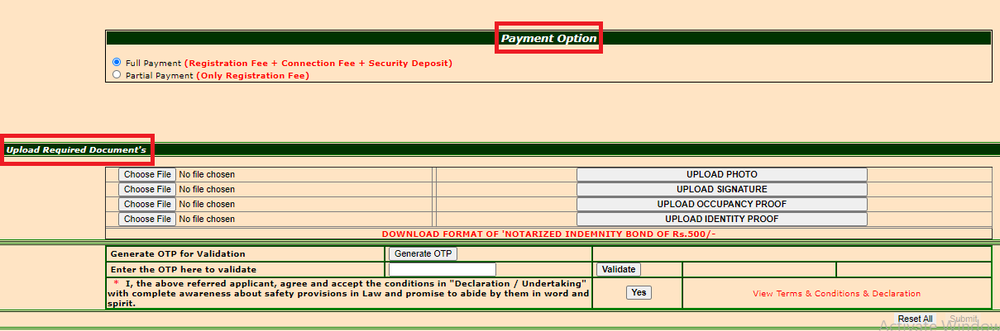 Payment Option
Full Payment (Registration Fee + Connection Fee + Security Deposit)
Partial Payment (Only Registration Fee)
Upload Required Document's
Choose File No file chosen UPLOAD PHOTO
Choose File No file chosen UPLOAD SIGNATURE
Choose File No file chosen UPLOAD OCCUPANCY PROOF
Choose File No file chosen UPLOAD IDENTITY PROOF
DOWNLOAD FORMAT OF 'NOTARIZED INDEMNITY BOND OF Rs.500/-
Generate OTP for Validation Generate OTP
Enter the OTP here to validate Validate
* I, the above referred applicant, agree and accept the conditions in "Declaration / Undertaking"
with complete awareness about safety provisions in Law and promise to abide by them in word and
spirit.
Yes
View Terms & Conditions & Declaration
Reset All Submit
Activate Window